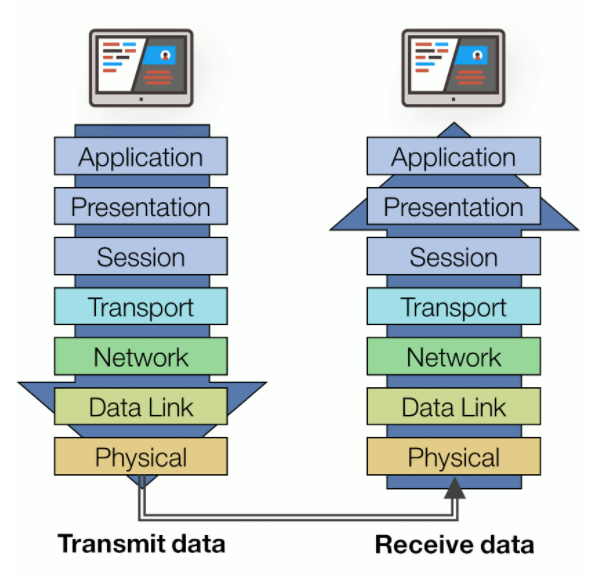 Application
Presentation
Session
Transport
Network
Data Link
Physical
Transmit data
Application
Presentation
Session
Transport
Network
Data Link
Physical
Receive data